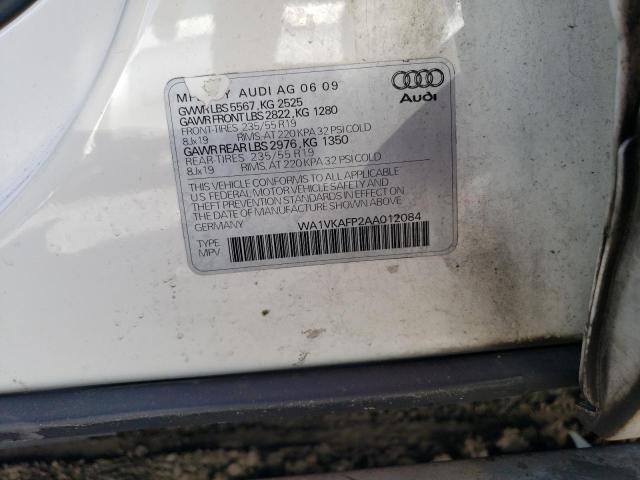 MFD BY AUDI AG 06 09
GVWR LBS 5567, KG 2525
GAWR FRONT LBS 2822, KG 1280
FRONT-TIRES 235/55 R19
8Jx19 RIMS, AT 220 KPA 32 PSI COLD
GAWR REAR LBS 2976, KG 1350
REAR TIRES 235/55 R19
8Jx19 RIMS, AT 220 KPA 32 PSI COLD
THIS VEHICLE CONFORMS TO ALL APPLICABLE
U S FEDERAL MOTOR VEHICLE SAFETY AND
THEFT PREVENTION STANDARDS IN EFFECT ON
THE DATE OF MANUFACTURE SHOWN ABOVE
GERMANY
WA1VKAFP2AA012084
TYPE
MPV
Audi